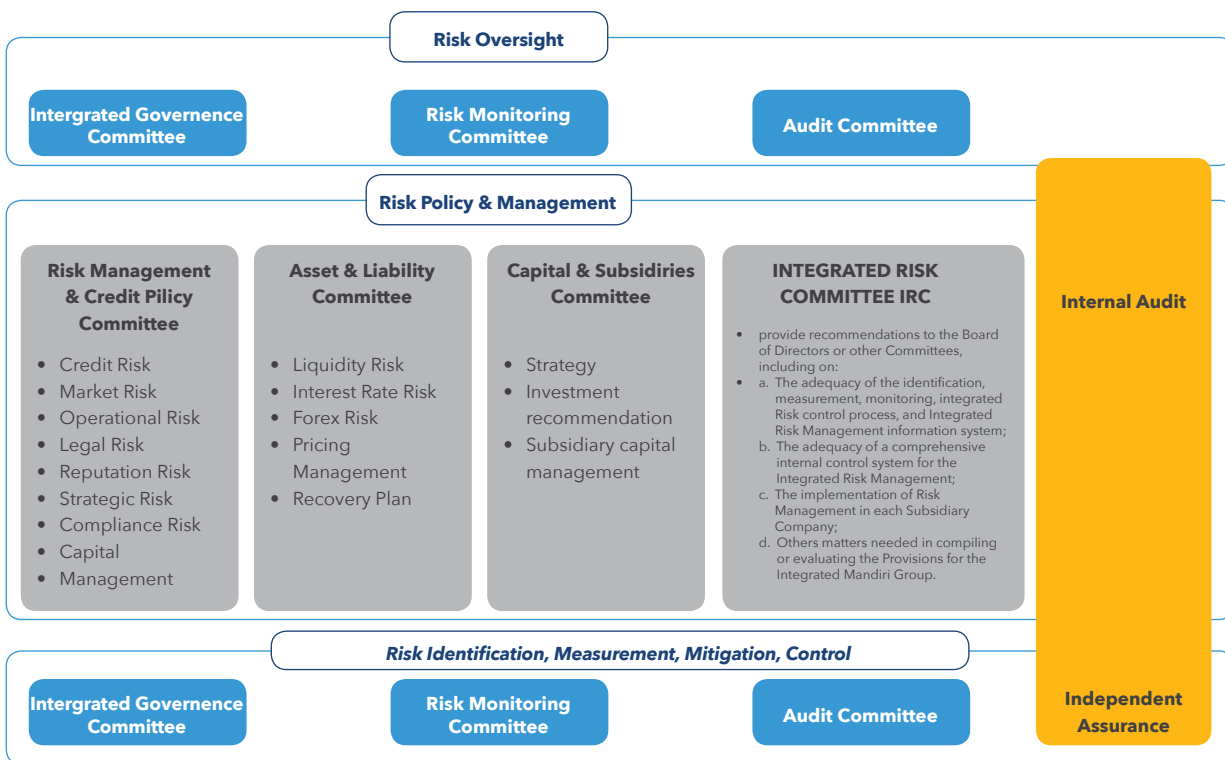 Risk Oversight
Intergrated Governence
Committee
Risk Monitoring
Committee
Audit Committee
Risk Policy & Management
Risk Management
& Credit Pilicy
Committee
• Credit Risk
• Market Risk
• Operational Risk
• Legal Risk
• Reputation Risk
• Strategic Risk
• Compliance Risk
• Capital
• Management
Asset & Liability
Committee
• Liquidity Risk
• Interest Rate Risk
• Forex Risk
• Pricing
Management
• Recovery Plan
Capital & Subsidiries
Committee
• Strategy
• Investment
recommendation
• Subsidiary capital
management
INTEGRATED RISK
COMMITTEE IRC
• provide recommendations to the Board
of Directors or other Committees,
including on:
• a. The adequacy of the identification,
measurement, monitoring, integrated
Risk control process, and Integrated
Risk Management information system;
b. The adequacy of a comprehensive
internal control system for the
Integrated Risk Management;
c. The implementation of Risk
Management in each Subsidiary
Company;
d. Others matters needed in compiling
or evaluating the Provisions for the
Integrated Mandiri Group.
Internal Audit
Risk Identification, Measurement, Mitigation, Control
Intergrated Governence
Committee
Risk Monitoring
Committee
Audit Committee
Independent
Assurance